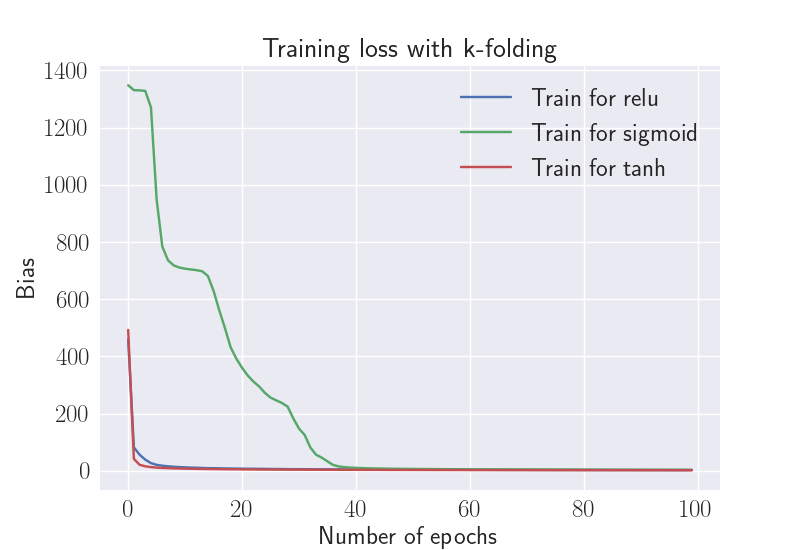 Training loss with k-folding
1400
1200
1000
800
600
400
200
0
Bias
Train for relu
Train for sigmoid
Train for tanh
0 20 40 60 80 100
Number of epochs